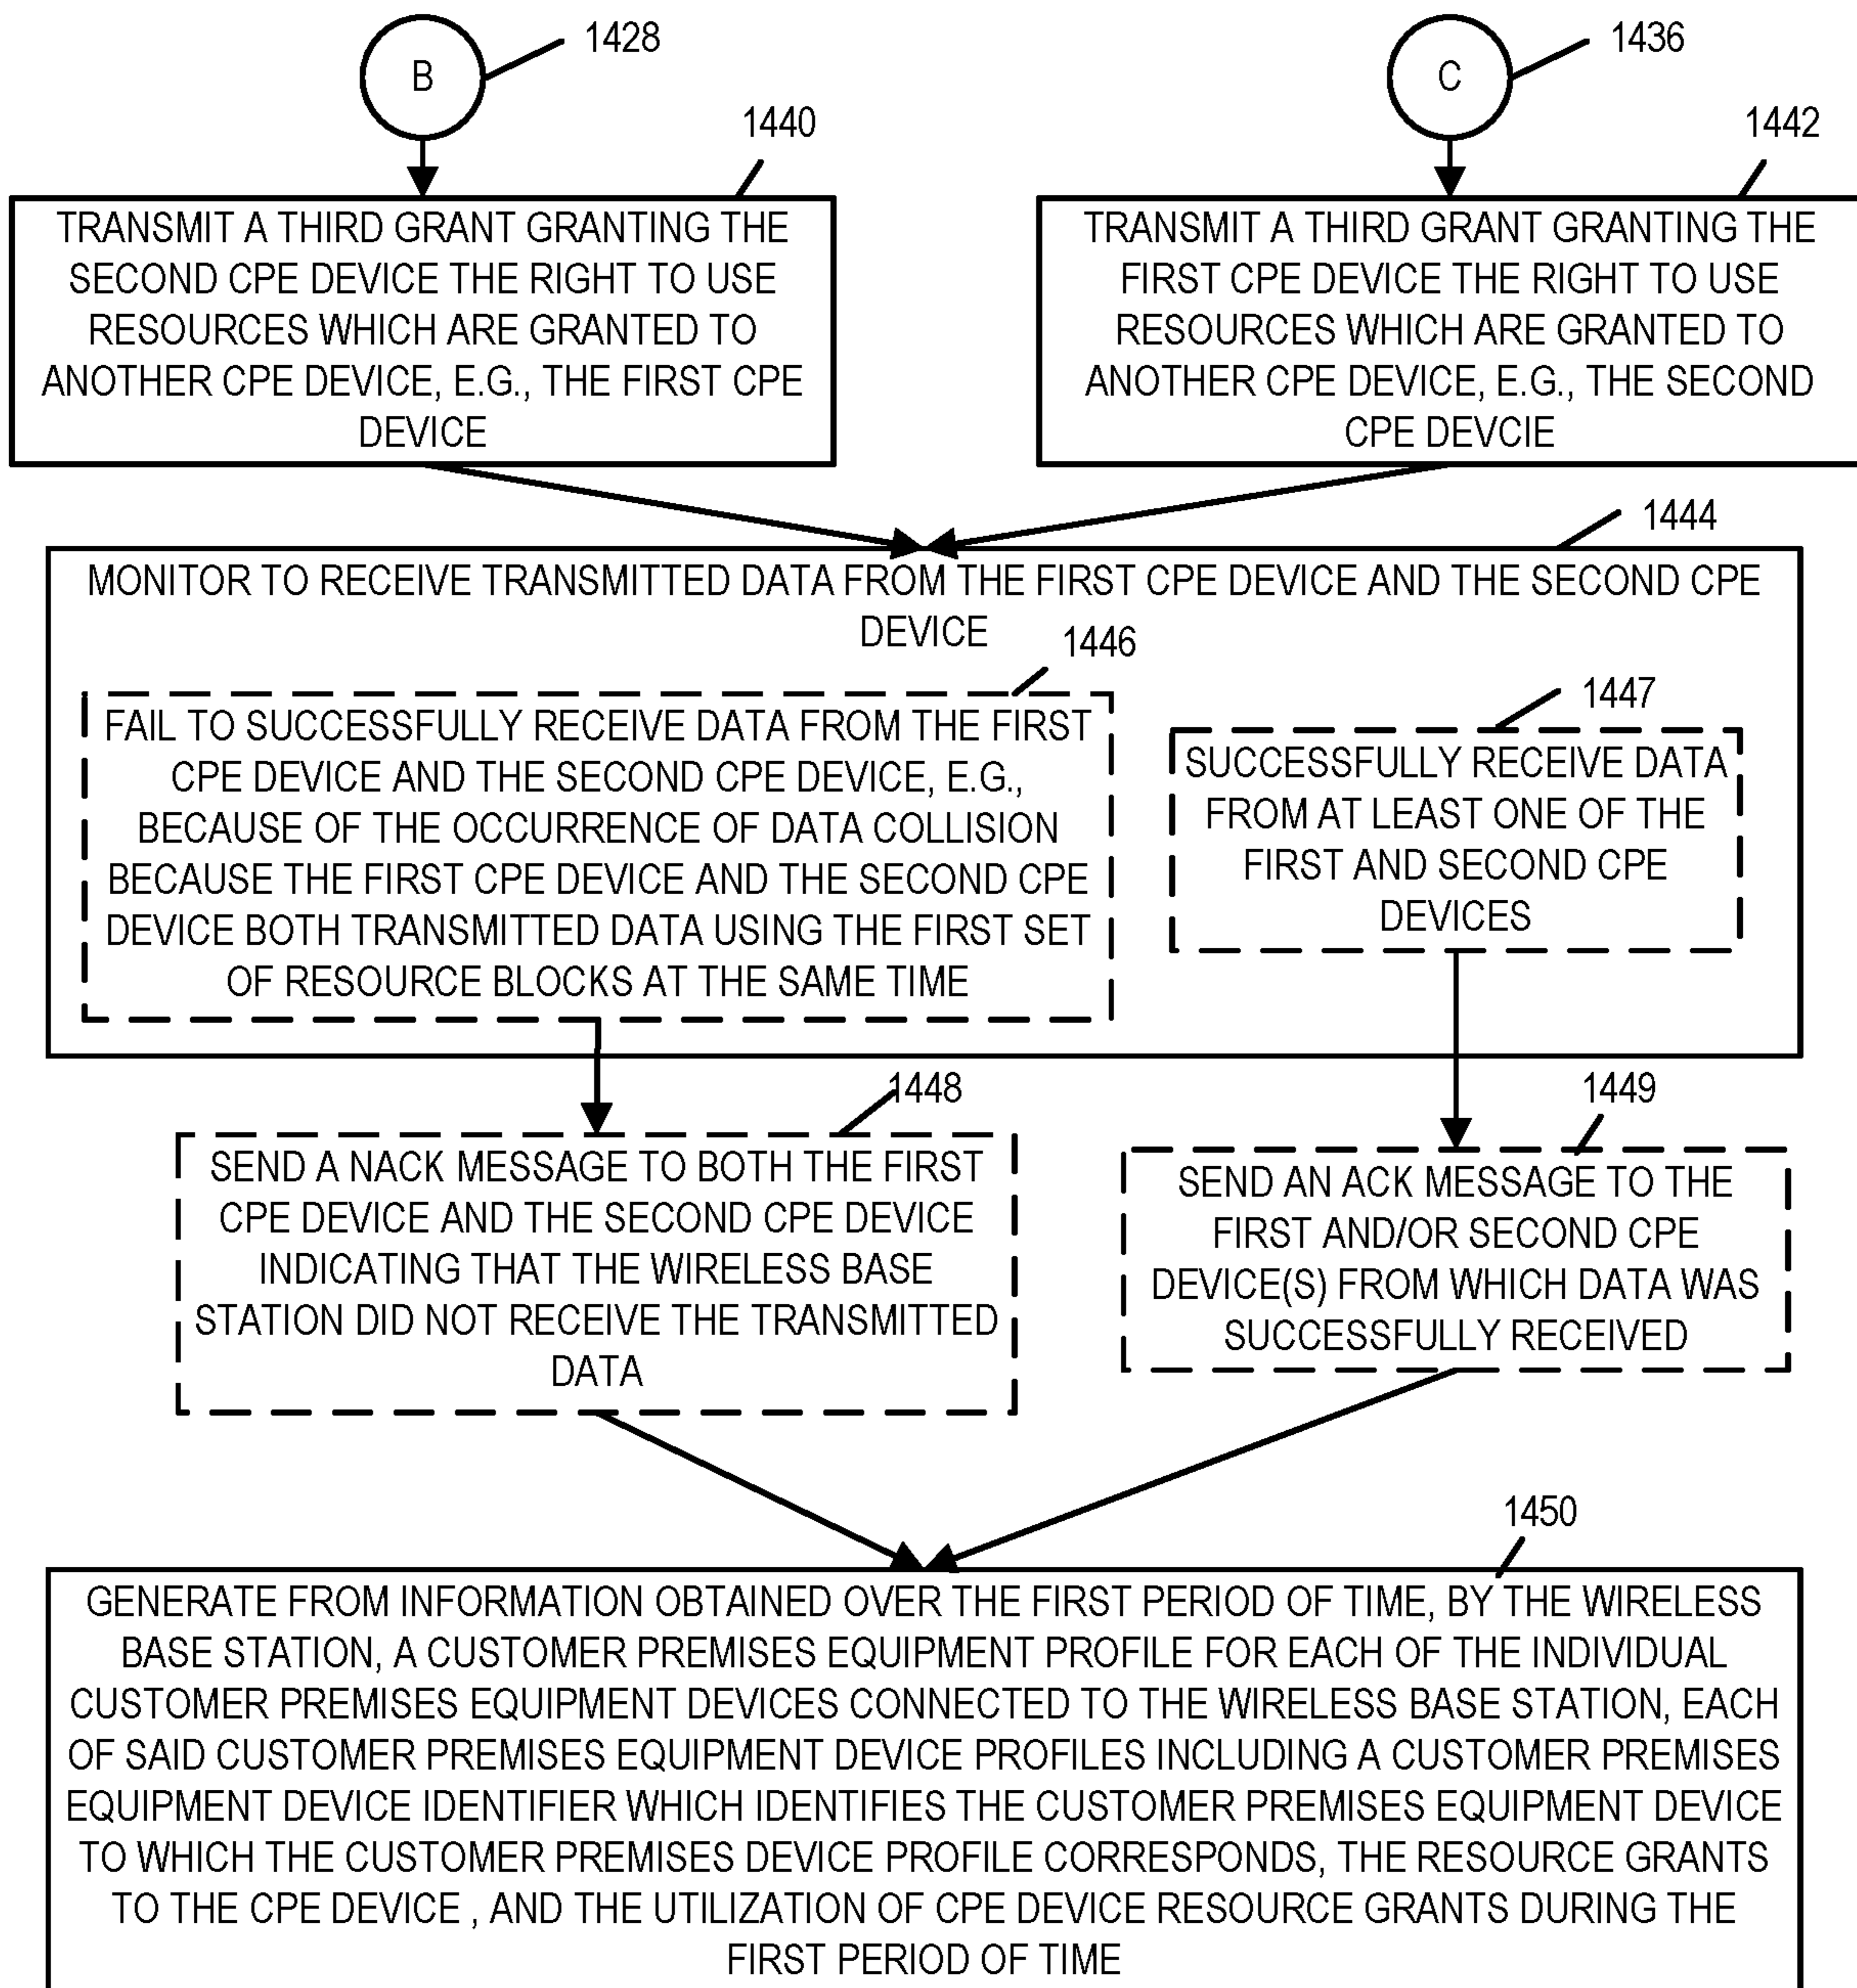 B
1428
C
1436
1440
1442
TRANSMIT A THIRD GRANT GRANTING THE
SECOND CPE DEVICE THE RIGHT TO USE
RESOURCES WHICH ARE GRANTED TO
ANOTHER CPE DEVICE, E.G., THE FIRST CPE
DEVICE
TRANSMIT A THIRD GRANT GRANTING THE
FIRST CPE DEVICE THE RIGHT TO USE
RESOURCES WHICH ARE GRANTED TO
ANOTHER CPE DEVICE, E.G., THE SECOND
CPE DEVCIE
1444
MONITOR TO RECEIVE TRANSMITTED DATA FROM THE FIRST CPE DEVICE AND THE SECOND CPE
DEVICE
1446
FAIL TO SUCCESSFULLY RECEIVE DATA FROM THE FIRST
CPE DEVICE AND THE SECOND CPE DEVICE, E.G.,
BECAUSE OF THE OCCURRENCE OF DATA COLLISION
BECAUSE THE FIRST CPE DEVICE AND THE SECOND CPE
DEVICE BOTH TRANSMITTED DATA USING THE FIRST SET
OF RESOURCE BLOCKS AT THE SAME TIME
1447
SUCCESSFULLY RECEIVE DATA
FROM AT LEAST ONE OF THE
FIRST AND SECOND CPE
DEVICES
1448
SEND A NACK MESSAGE TO BOTH THE FIRST
CPE DEVICE AND THE SECOND CPE DEVICE
INDICATING THAT THE WIRELESS BASE
STATION DID NOT RECEIVE THE TRANSMITTED
DATA
1449
SEND AN ACK MESSAGE TO THE
FIRST AND/OR SECOND CPE
DEVICE(S) FROM WHICH DATA WAS
SUCCESSFULLY RECEIVED
1450
GENERATE FROM INFORMATION OBTAINED OVER THE FIRST PERIOD OF TIME, BY THE WIRELESS
BASE STATION, A CUSTOMER PREMISES EQUIPMENT PROFILE FOR EACH OF THE INDIVIDUAL
CUSTOMER PREMISES EQUIPMENT DEVICES CONNECTED TO THE WIRELESS BASE STATION, EACH
OF SAID CUSTOMER PREMISES EQUIPMENT DEVICE PROFILES INCLUDING A CUSTOMER PREMISES
EQUIPMENT DEVICE IDENTIFIER WHICH IDENTIFIES THE CUSTOMER PREMISES EQUIPMENT DEVICE
TO WHICH THE CUSTOMER PREMISES DEVICE PROFILE CORRESPONDS, THE RESOURCE GRANTS
TO THE CPE DEVICE , AND THE UTILIZATION OF CPE DEVICE RESOURCE GRANTS DURING THE
FIRST PERIOD OF TIME